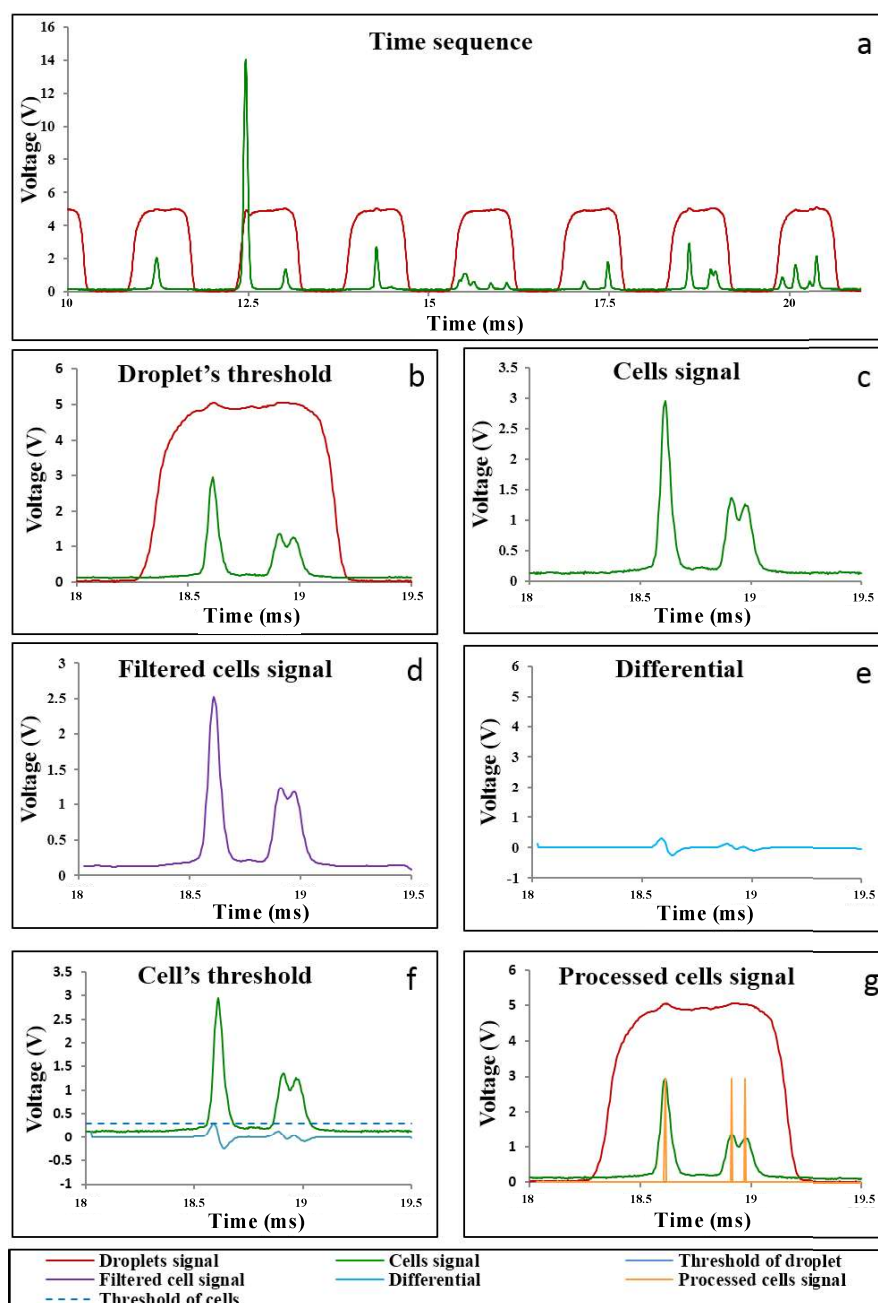 Time sequence
a
Voltage (V)
16
14
12
10
8
6
4
2
0
10
12.5
15
17.5
20
Time (ms)
Droplet's threshold
b
Voltage (V)
6
5
4
3
2
1
0
18
18.5
19
19.5
Time (ms)
Cells signal
c
Voltage (V)
3.5
3
2.5
2
1.5
1
0.5
0
18
18.5
19
19.5
Time (ms)
Filtered cells signal
d
Voltage (V)
3
2.5
2
1.5
1
0.5
0
18
18.5
19
19.5
Time (ms)
Differential
e
Voltage (V)
6
5
4
3
2
1
0
-1
18
18.5
19
19.5
Time (ms)
Cell's threshold
f
Voltage (V)
3.5
3
2.5
2
1.5
1
0.5
0
-0.5
-1
18
18.5
19
19.5
Time (ms)
Processed cells signal
g
Voltage (V)
6
5
4
3
2
1
0
18
18.5
19
19.5
Time (ms)
Droplets signal
Cells signal
Threshold of droplet
Filtered cell signal
Differential
Processed cells signal
Threshold of cells